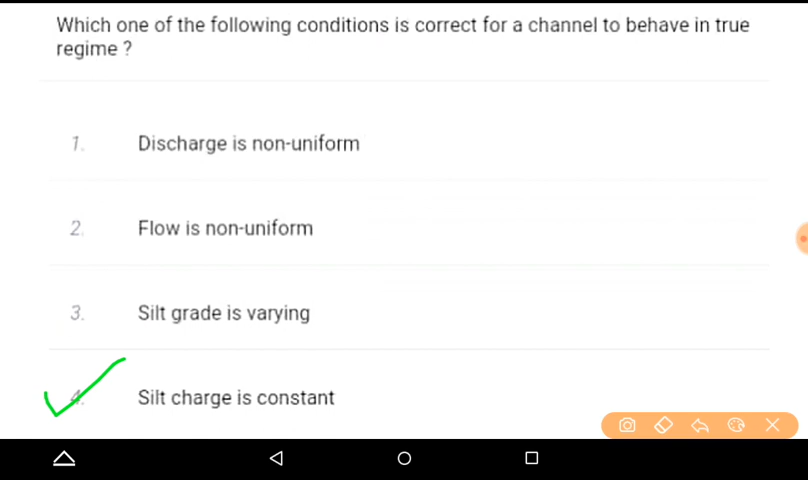 Which one of the following conditions is correct for a channel to behave in true
regime ?
1. Discharge is non-uniform
2. Flow is non-uniform
3. Silt grade is varying
4. Silt charge is constant